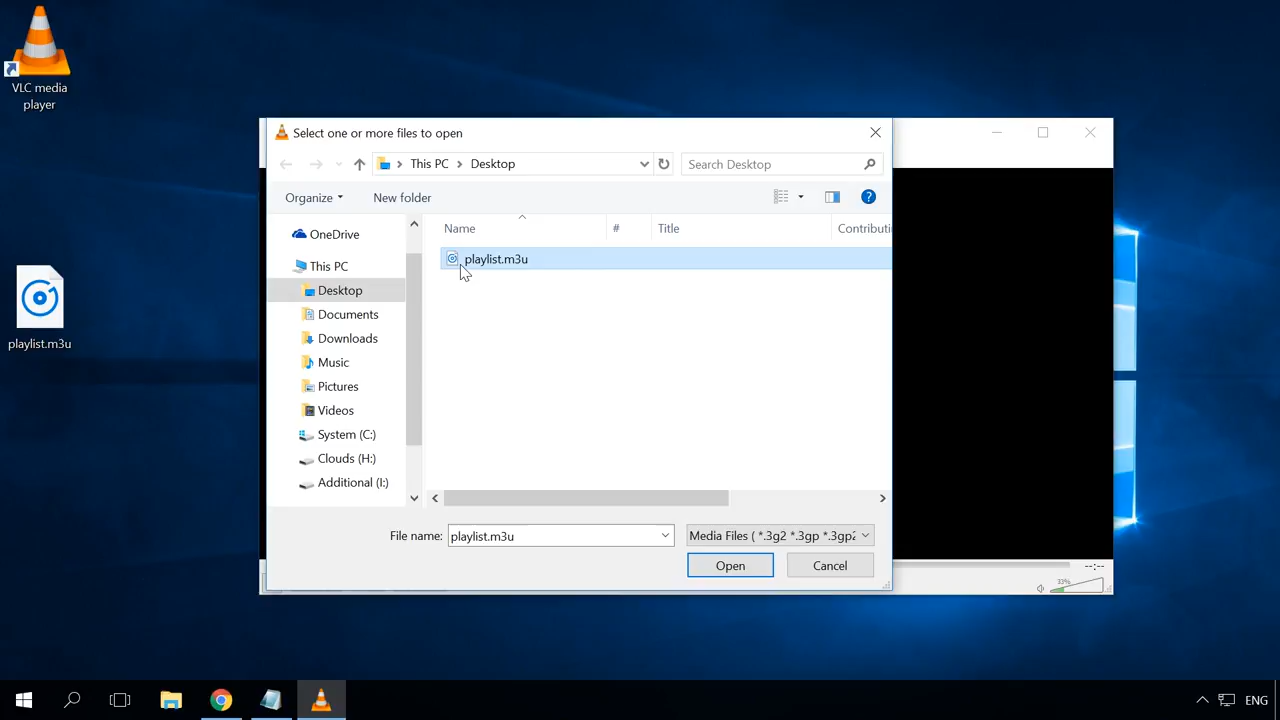 VLC media
player
playlist.m3u
Select one or more files to open
This PC
Desktop
Search Desktop
Organize
New folder
OneDrive
This PC
Desktop
Documents
Downloads
Music
Pictures
Videos
System (C:)
Clouds (H:)
Additional (I:)
Name
#
Title
Contributi
playlist.m3u
File name:
playlist.m3u
Media Files ( *.3g2 *.3gp *.3gp2
Open
Cancel
--:--
33%
ENG